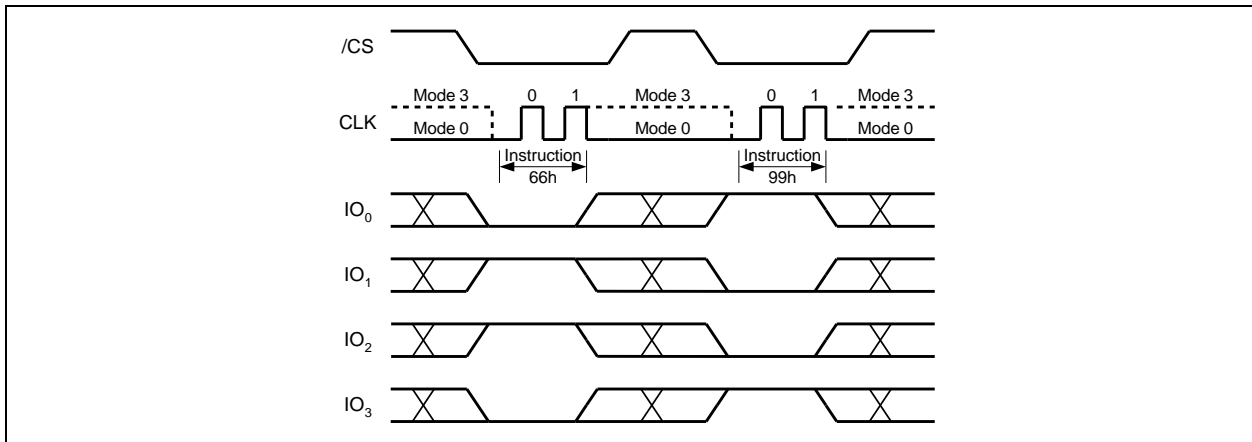 /CS
Mode 3 0 1 Mode 3 0 1 Mode 3
CLK
Mode 0 Mode 0 Mode 0
Instruction Instruction
66h 99h
IO0
IO1
IO2
IO3